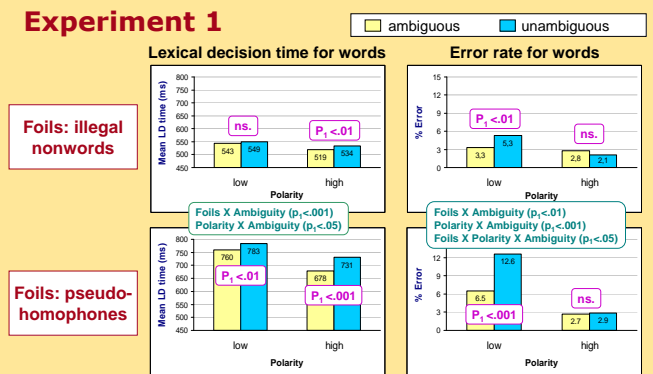 Experiment 1
ambiguous unambiguous
Lexical decision time for words
Error rate for words
Foils: illegal
nonwords
Mean LD time (ms)
800
750
700
650
600
550
500
450
ns.
P1 <.01
543 549 519 534
low high
Polarity
% Error
15
12
9
6
3
0
P1 <.01
ns.
3,3 5,3 2,8 2,1
low high
Polarity
Foils X Ambiguity (p1<.001)
Polarity X Ambiguity (p1<.05)
Foils X Ambiguity (p1<.01)
Polarity X Ambiguity (p1<.001)
Foils X Polarity X Ambiguity (p1<.05)
Foils: pseudo-
homophones
Mean LD time (ms)
800
750
700
650
600
550
500
450
760 783 678 731
P1 <.01
P1 <.001
low high
Polarity
% Error
12
9
6
3
0
6.5 12.6 2.7 2.9
P1 <.001
ns.
low high
Polarity